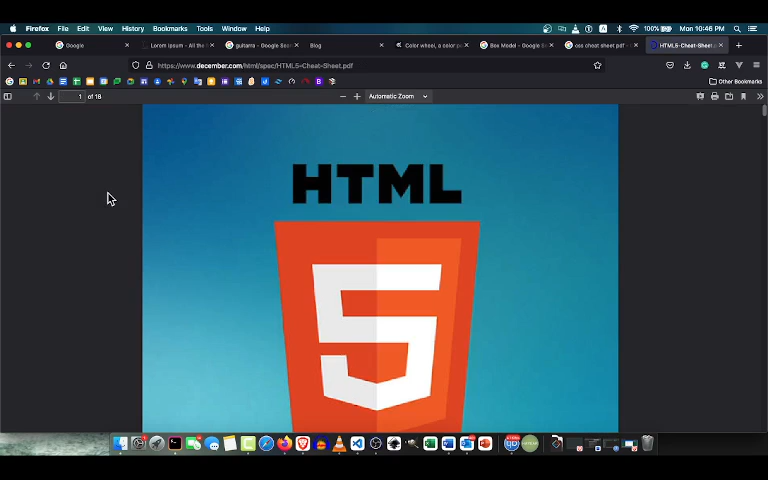 Firefox File Edit View History Bookmarks Tools Window Help 100% Mon 10:46 PM
Google Lorem Ipsum - All the f guitarra - Google Sea Blog Color wheel, a color p Box Model - Google Se css cheat sheet pdf - HTML5-Cheat-Sheet.
https://www.december.com/html/spec/HTML5-Cheat-Sheet.pdf
Other Bookmarks
1 of 18 Automatic Zoom
HTML
5